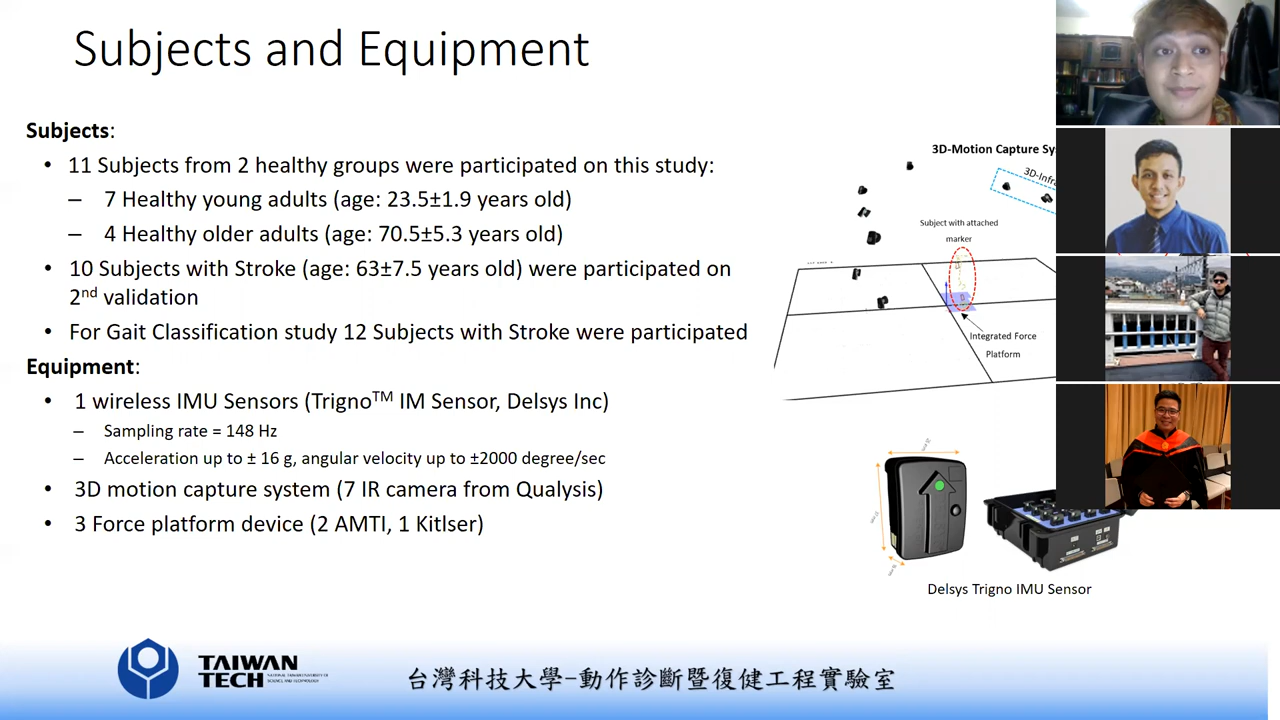 Subjects and Equipment
Subjects:
• 11 Subjects from 2 healthy groups were participated on this study:
– 7 Healthy young adults (age: 23.5±1.9 years old)
– 4 Healthy older adults (age: 70.5±5.3 years old)
• 10 Subjects with Stroke (age: 63±7.5 years old) were participated on
2nd validation
• For Gait Classification study 12 Subjects with Stroke were participated
Equipment:
• 1 wireless IMU Sensors (TrignoTM IM Sensor, Delsys Inc)
– Sampling rate = 148 Hz
– Acceleration up to ± 16 g, angular velocity up to ±2000 degree/sec
• 3D motion capture system (7 IR camera from Qualysis)
• 3 Force platform device (2 AMTI, 1 Kitlser)
3D-Motion Capture Sy
3D-Infr
Subject with attached
marker
Integrated Force
Platform
Delsys Trigno IMU Sensor
TAIWAN
TECH
NATIONAL TAIWAN UNIVERSITY OF
SCIENCE AND TECHNOLOGY
台灣科技大學-動作診斷暨復健工程實驗室